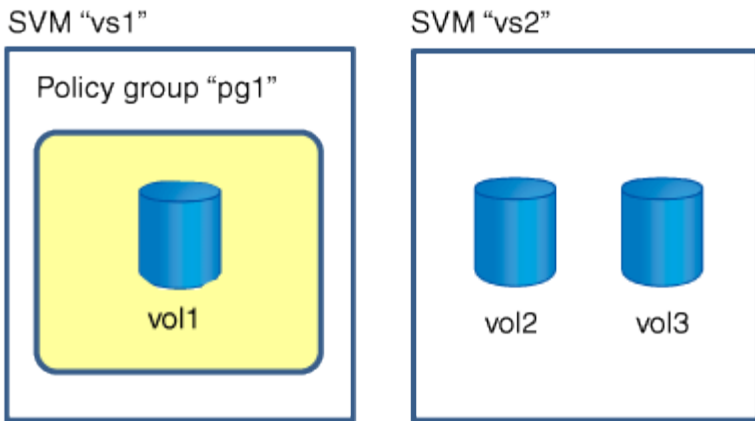 SVM “vs1”
SVM “vs2”
Policy group “pg1”
vol1
vol2
vol3